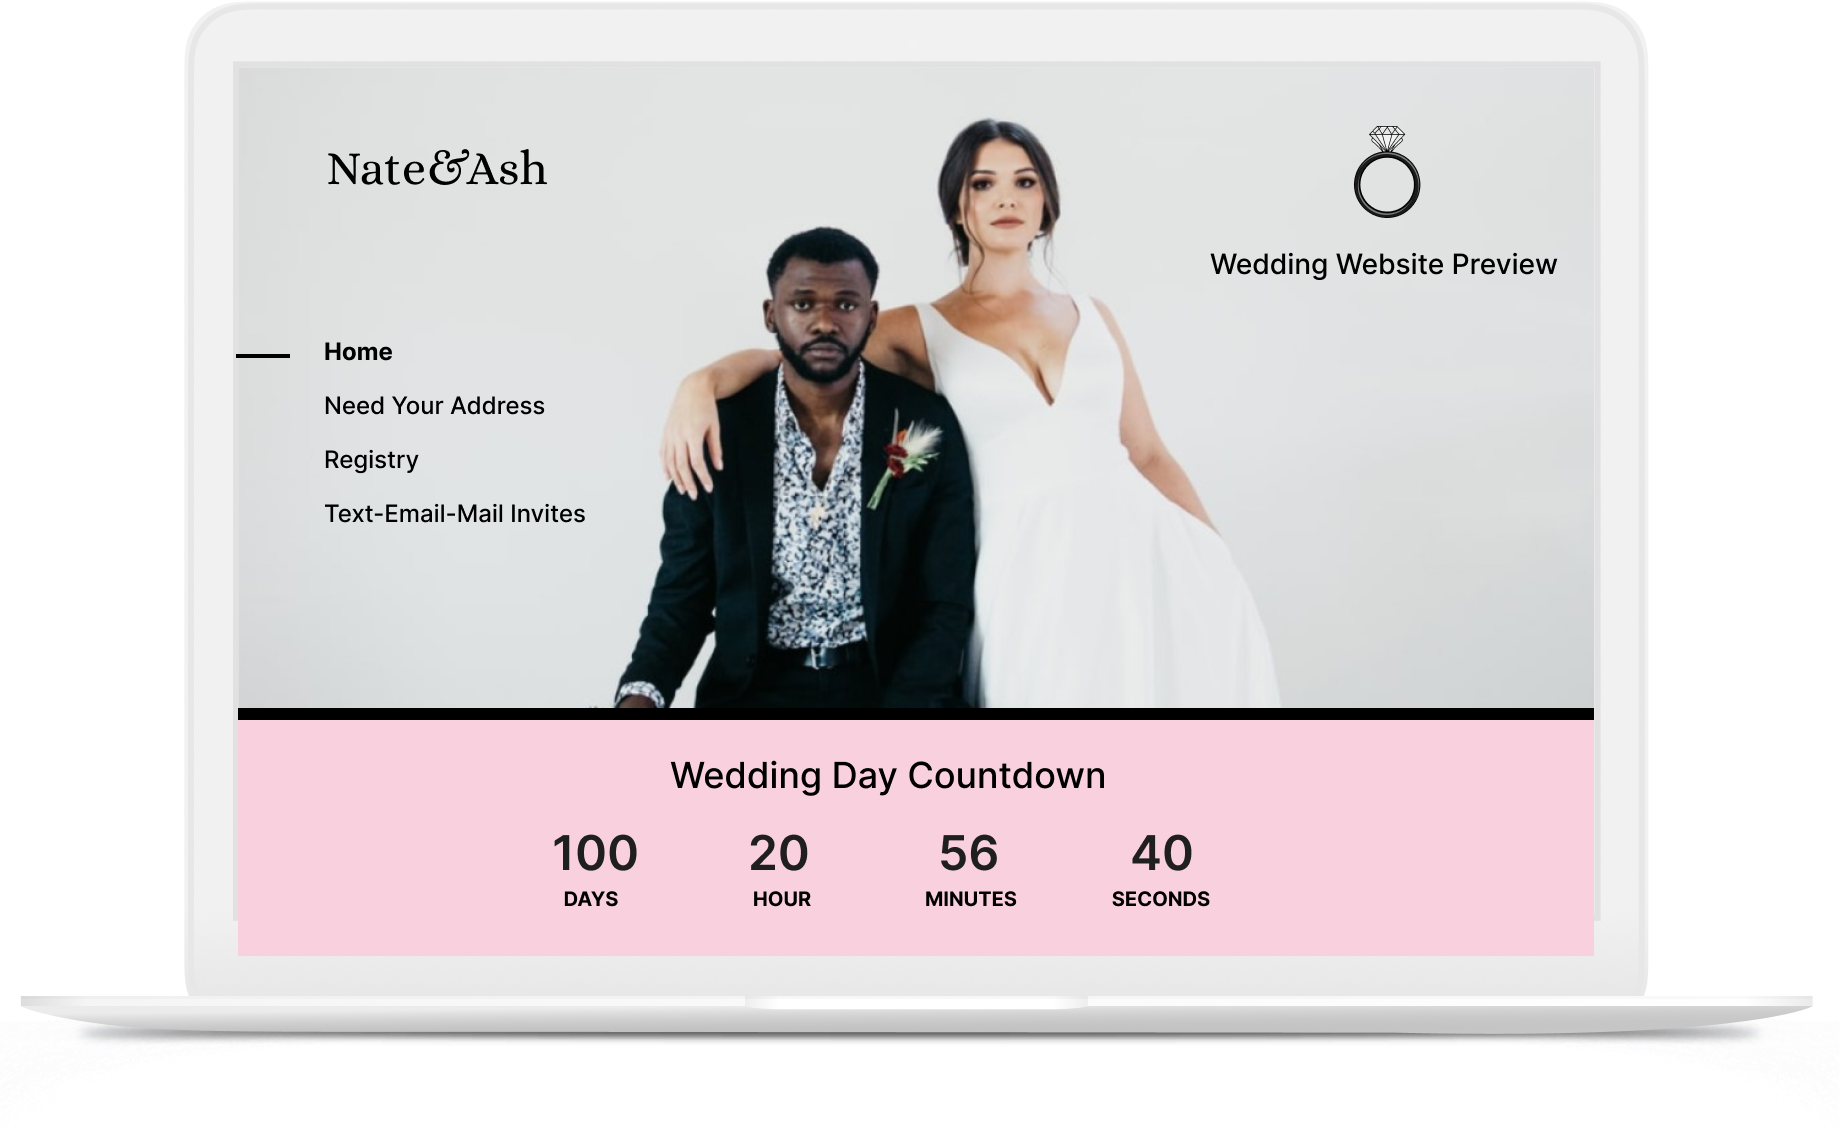 Nate&Ash
Wedding Website Preview
Home
Need Your Address
Registry
Text-Email-Mail Invites
Wedding Day Countdown
100 20 56 40
DAYS HOUR MINUTES SECONDS